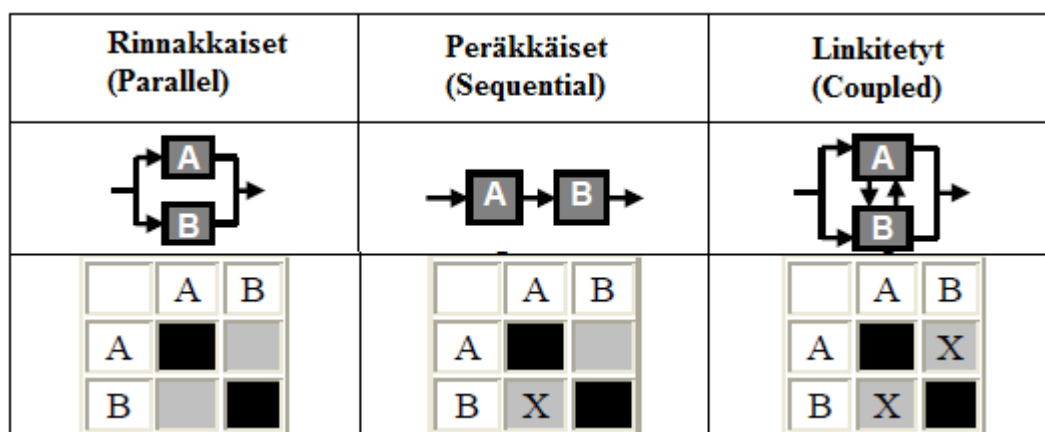 Rinnakkaiset
(Parallel)
Peräkkäiset
(Sequential)
Linkitetyt
(Coupled)
A
B
A B
A
B
A B
A
B
A B
A B
A X
B X
A B
A X
B X